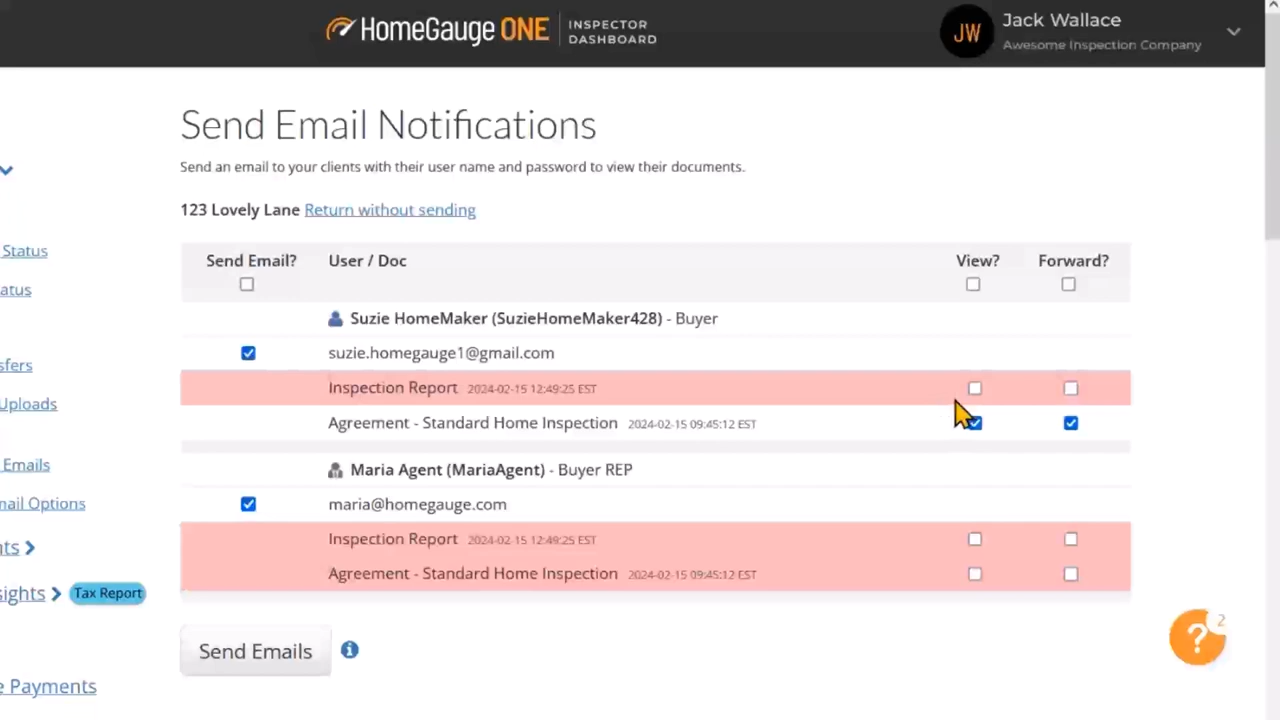 HomeGauge ONE INSPECTOR DASHBOARD
JW
Jack Wallace
Awesome Inspection Company
Send Email Notifications
Send an email to your clients with their user name and password to view their documents.
123 Lovely Lane Return without sending
Send Email? User / Doc View? Forward?
Suzie HomeMaker (SuzieHomeMaker428) - Buyer
suzie.homegauge1@gmail.com
Inspection Report 2024-02-15 12:49:25 EST
Agreement - Standard Home Inspection 2024-02-15 09:45:12 EST
Maria Agent (MariaAgent) - Buyer REP
maria@homegauge.com
Inspection Report 2024-02-15 12:49:25 EST
Agreement - Standard Home Inspection 2024-02-15 09:45:12 EST
Send Emails i
Status
atus
sfers
Uploads
Emails
mail Options
nts
sights Tax Report
e Payments
? 2